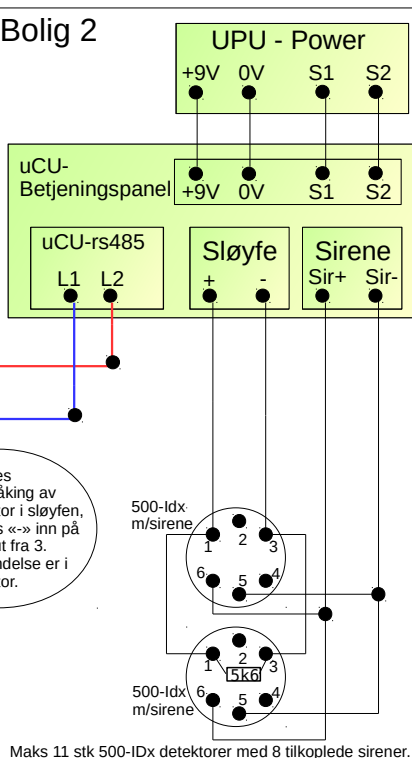 Bolig 2
UPU - Power
+9V 0V S1 S2
uCU-
Betjeningspanel
+9V 0V S1 S2
uCU-rs485
L1 L2
Sløyfe
+ -
Sirene
Sir+ Sir-
es
åking av
tor i sløyfen,
s «-» inn på
t fra 3.
ndelse er i
tor.
500-Idx
m/sirene
1 2 3
6 5 4
1 2 3
5k6
500-Idx
m/sirene
6 5 4
Maks 11 stk 500-IDx detektorer med 8 tilkoplede sirener.